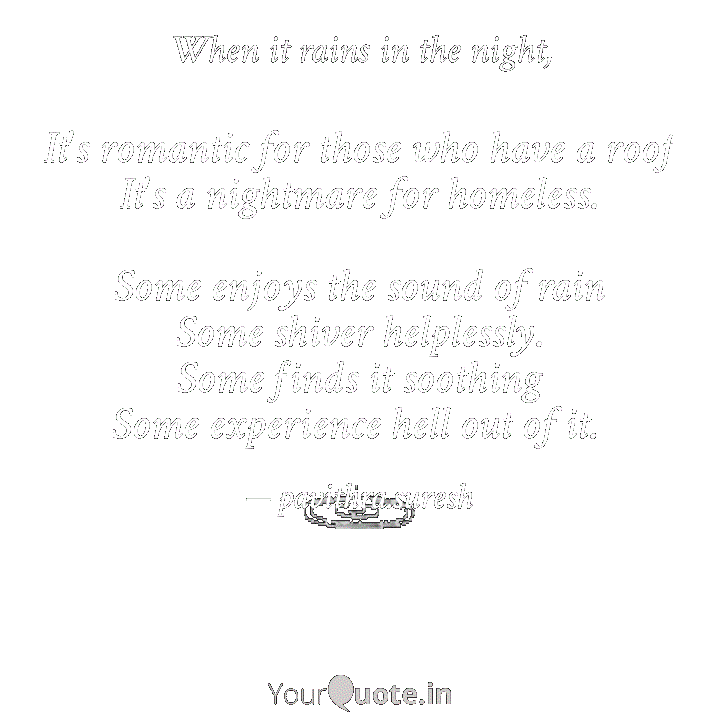 When it rains in the night,
It's romantic for those who have a roof
It's a nightmare for homeless.
Some enjoys the sound of rain
Some shiver helplessly.
Some finds it soothing
Some experience hell out of it.
— pavithra suresh
YourQuote.in